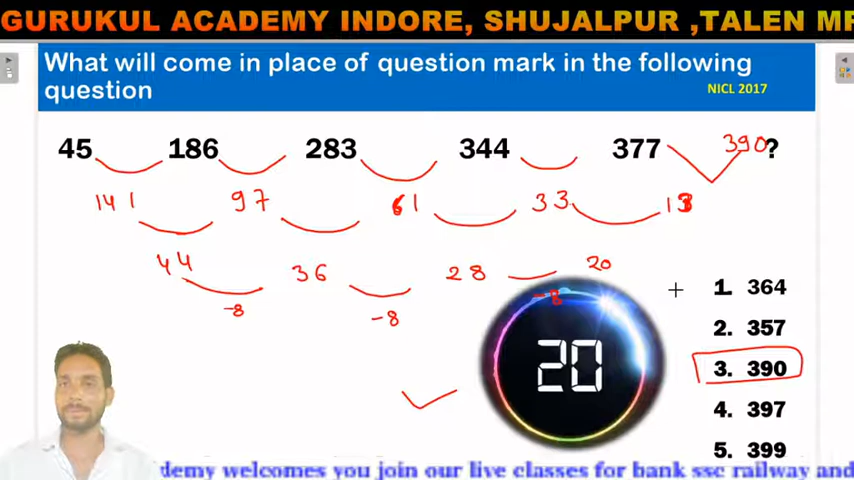 GURUKUL ACADEMY INDORE, SHUJALPUR ,TALEN MP
What will come in place of question mark in the following
question
NICL 2017
45 186 283 344 377 390?
141 97 61 33 13
44 36 28 20
-8 -8 -8
20
1. 364
2. 357
3. 390
4. 397
5. 399
demy welcomes you join our live classes for bank ssc railway and